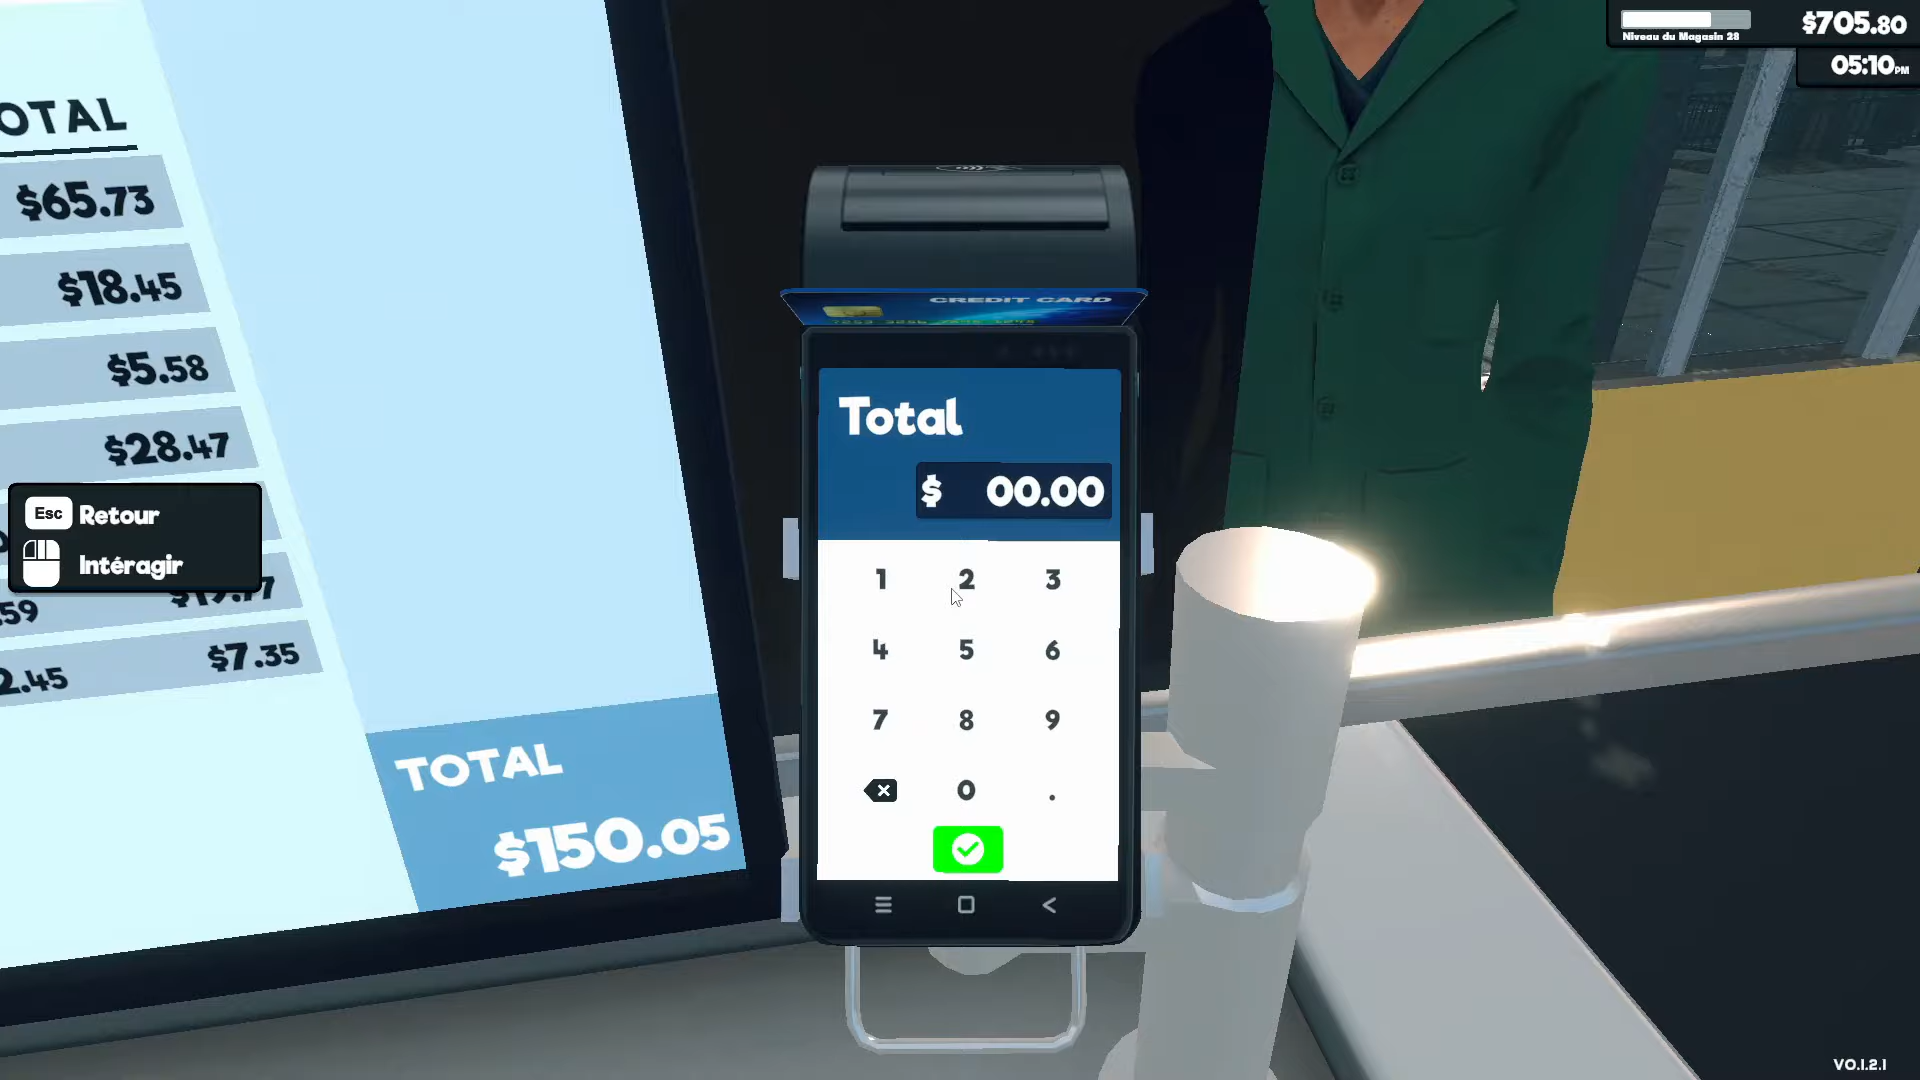 $705.80
Niveau du Magasin 28
05:10PM
OTAL
$65.73
$18.45
$5.58
$28.47
.59
2.45 $7.35
TOTAL
$150.05
Esc Retour
Intéragir
CREDIT CARD
Total
$ 00.00
1 2 3
4 5 6
7 8 9
0 .
V0.1.2.1